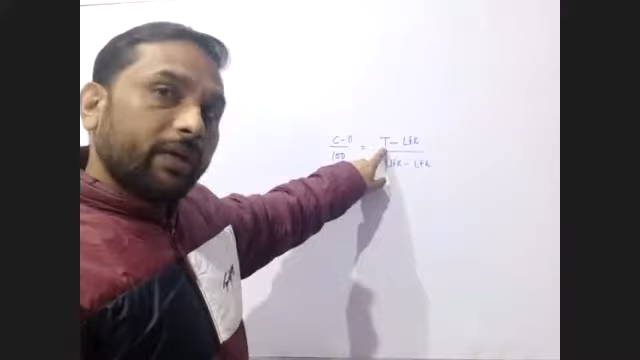 C-0 = T - LFR
100 UFR - LFR